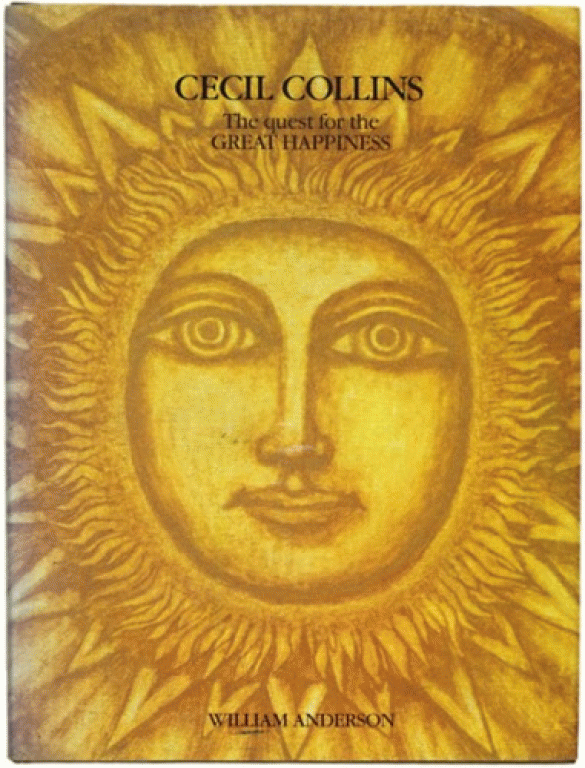 CECIL COLLINS
The quest for the
GREAT HAPPINESS
WILLIAM ANDERSON